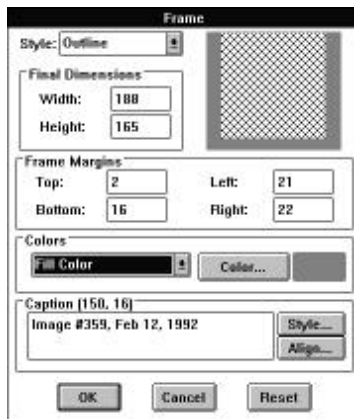 Frame
Style: Outline
Final Dimensions
Width: 188
Height: 165
Frame Margins
Top: 2 Left: 21
Bottom: 16 Right: 22
Colors
Fill Color Color...
Caption (150, 16)
Image #359, Feb 12, 1992 Style...
Align...
OK Cancel Reset